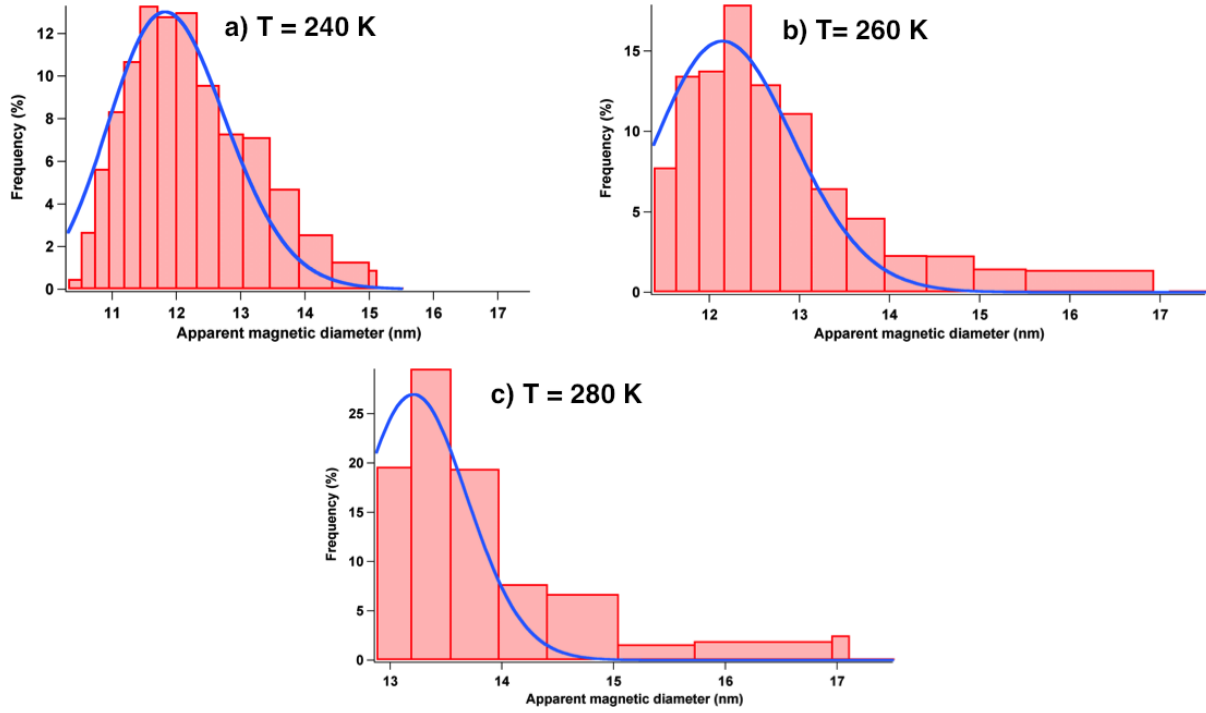 a) T = 240 K
Frequency (%)
12
10
8
6
4
2
0
11 12 13 14 15 16 17
Apparent magnetic diameter (nm)
b) T= 260 K
Frequency (%)
15
10
5
0
12 13 14 15 16 17
Apparent magnetic diameter (nm)
c) T = 280 K
Frequency (%)
25
20
15
10
5
0
13 14 15 16 17
Apparent magnetic diameter (nm)